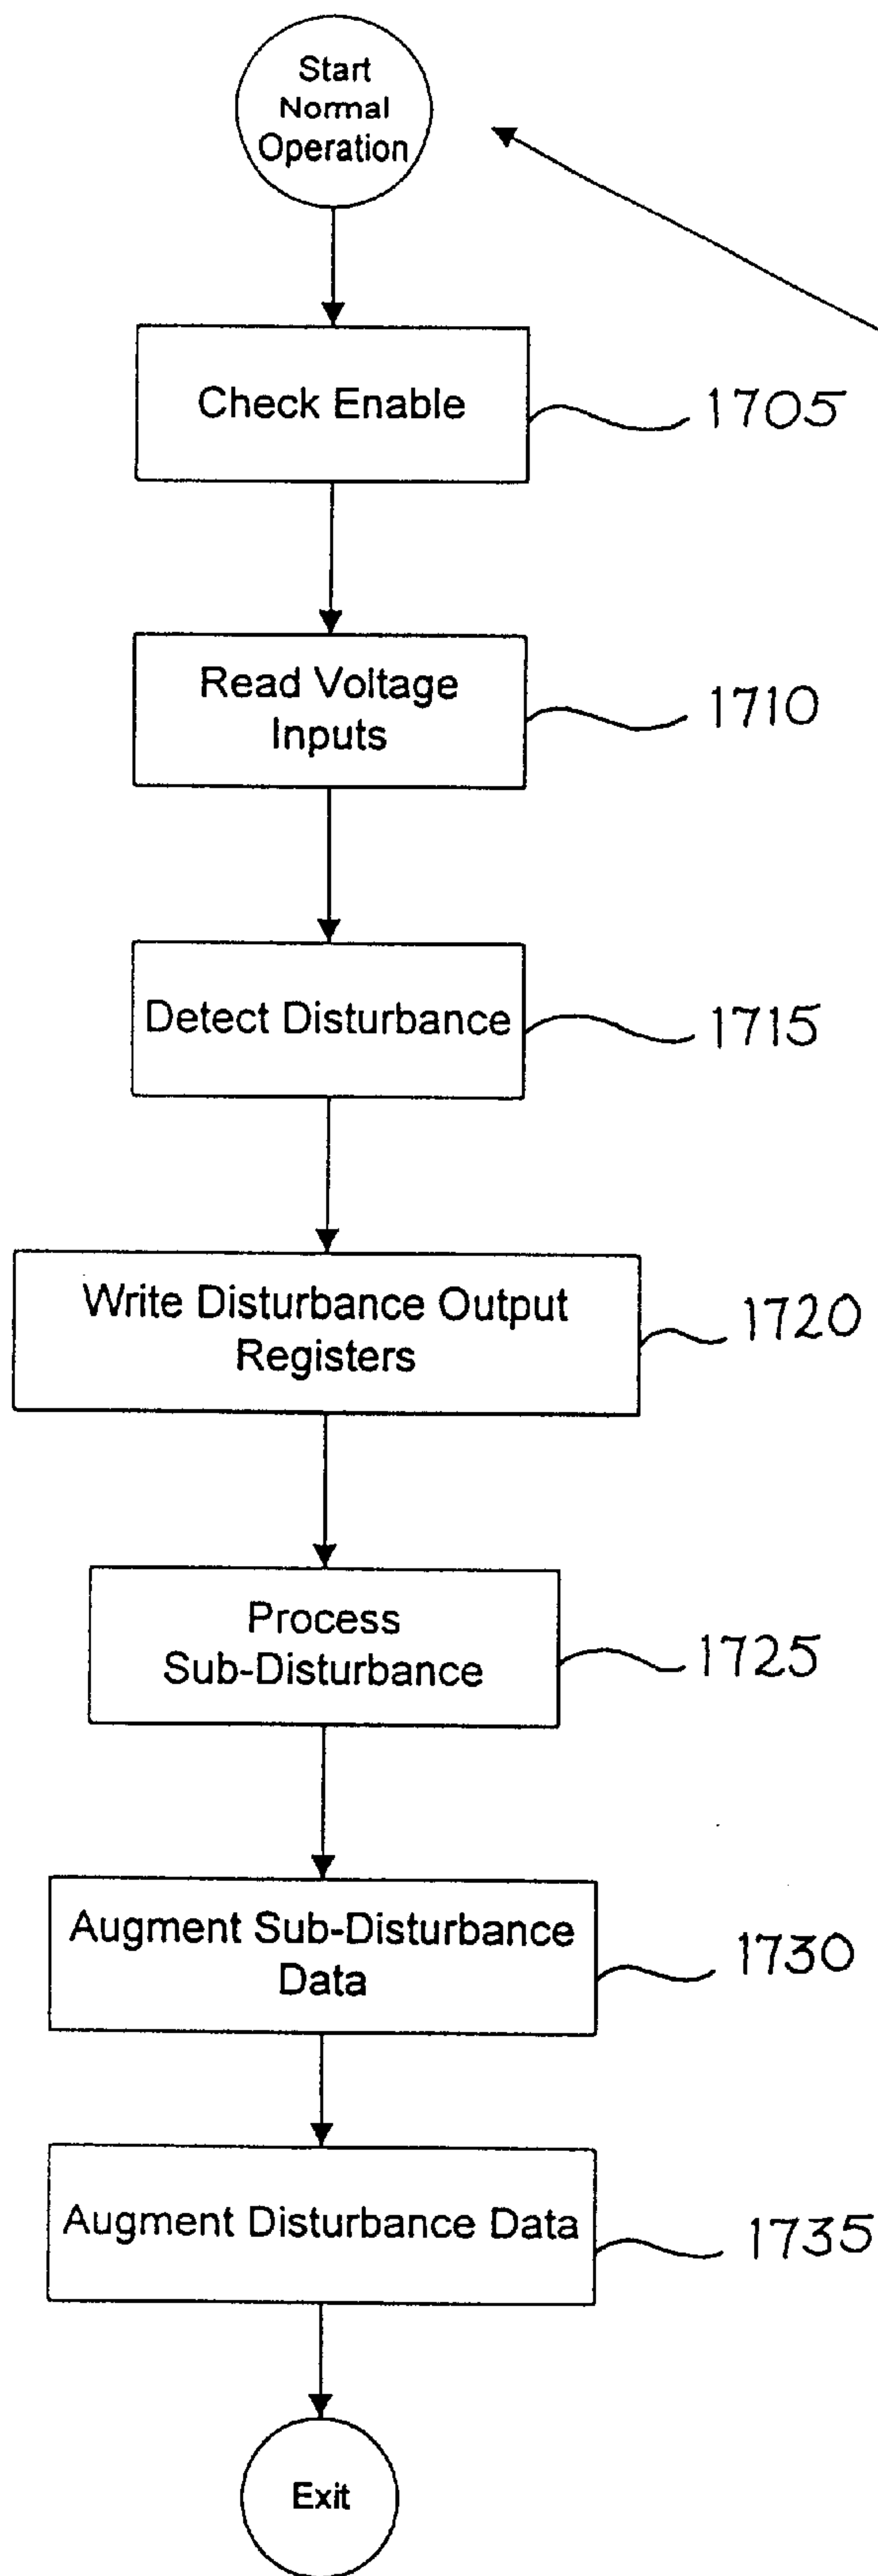 Start
Normal
Operation
Check Enable
1705
Read Voltage
Inputs
1710
Detect Disturbance
1715
Write Disturbance Output
Registers
1720
Process
Sub-Disturbance
1725
Augment Sub-Disturbance
Data
1730
Augment Disturbance Data
1735
Exit